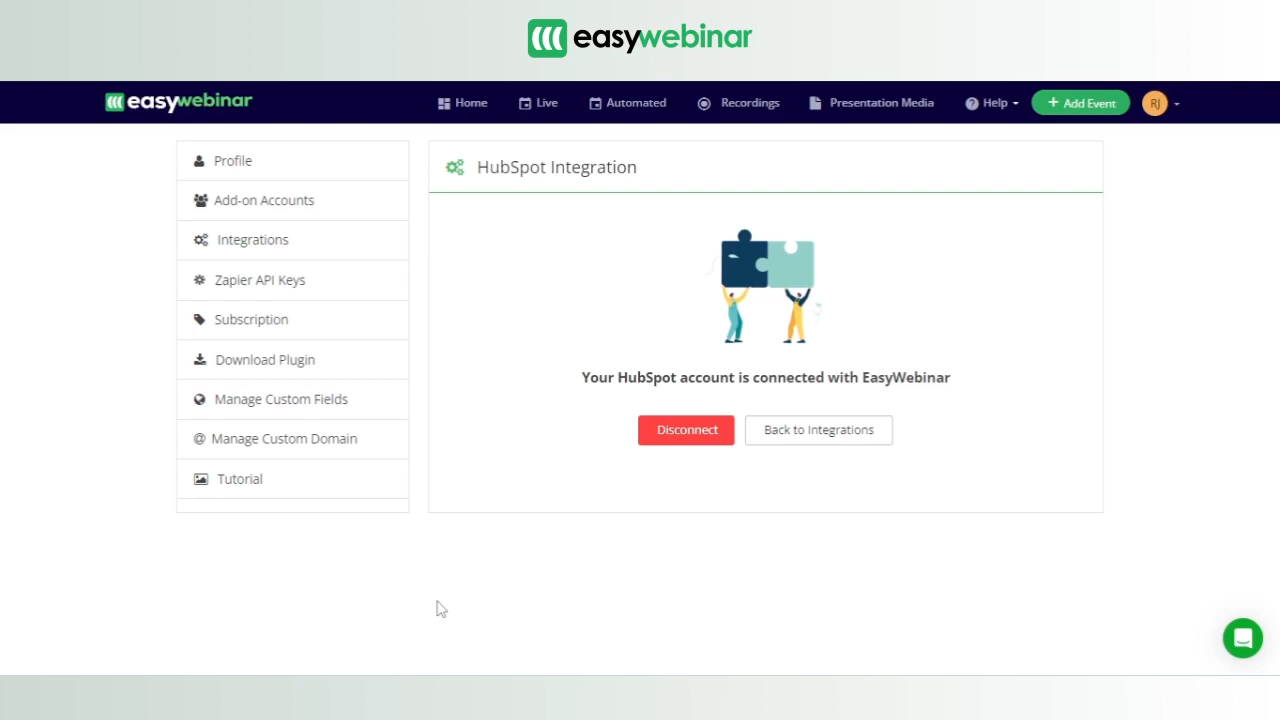 easywebinar
easywebinar
Home
Live
Automated
Recordings
Presentation Media
Help
+ Add Event
RJ
Profile
Add-on Accounts
Integrations
Zapier API Keys
Subscription
Download Plugin
Manage Custom Fields
@ Manage Custom Domain
Tutorial
HubSpot Integration
Your HubSpot account is connected with EasyWebinar
Disconnect
Back to Integrations